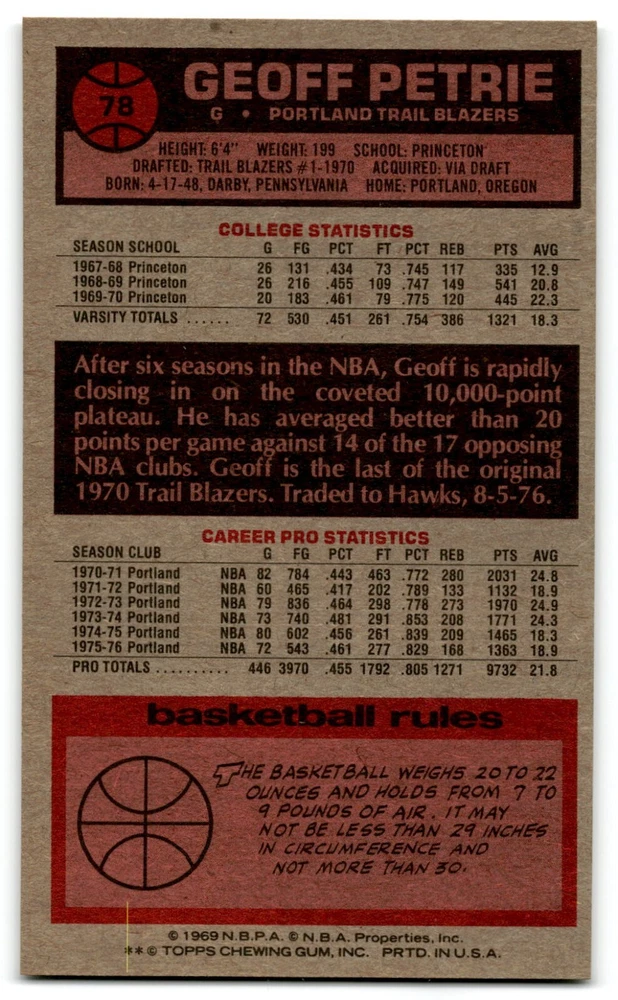 78
GEOFF PETRIE
G • PORTLAND TRAIL BLAZERS
HEIGHT: 6'4" WEIGHT: 199 SCHOOL: PRINCETON
DRAFTED: TRAIL BLAZERS #1-1970 ACQUIRED: VIA DRAFT
BORN: 4-17-48, DARBY, PENNSYLVANIA HOME: PORTLAND, OREGON
COLLEGE STATISTICS
SEASON SCHOOL G FG PCT FT PCT REB PTS AVG
1967-68 Princeton 26 131 .434 73 .745 117 335 12.9
1968-69 Princeton 26 216 .455 109 .747 149 541 20.8
1969-70 Princeton 20 183 .461 79 .775 120 445 22.3
VARSITY TOTALS ...... 72 530 .451 261 .754 386 1321 18.3
After six seasons in the NBA, Geoff is rapidly
closing in on the coveted 10,000-point
plateau. He has averaged better than 20
points per game against 14 of the 17 opposing
NBA clubs. Geoff is the last of the original
1970 Trail Blazers. Traded to Hawks, 8-5-76.
CAREER PRO STATISTICS
SEASON CLUB G FG PCT FT PCT REB PTS AVG
1970-71 Portland NBA 82 784 .443 463 .772 280 2031 24.8
1971-72 Portland NBA 60 465 .417 202 .789 133 1132 18.9
1972-73 Portland NBA 79 836 .464 298 .778 273 1970 24.9
1973-74 Portland NBA 73 740 .481 291 .853 208 1771 24.3
1974-75 Portland NBA 80 602 .456 261 .839 209 1465 18.3
1975-76 Portland NBA 72 543 .461 277 .829 168 1363 18.9
PRO TOTALS .......... 446 3970 .455 1792 .805 1271 9732 21.8
basketball rules
THE BASKETBALL WEIGHS 20 TO 22
OUNCES AND HOLDS FROM 7 TO
9 POUNDS OF AIR. IT MAY
NOT BE LESS THAN 29 INCHES
IN CIRCUMFERENCE AND
NOT MORE THAN 30.
© 1969 N.B.P.A. © N.B.A. Properties, Inc.
** © TOPPS CHEWING GUM, INC. PRTD. IN U.S.A.